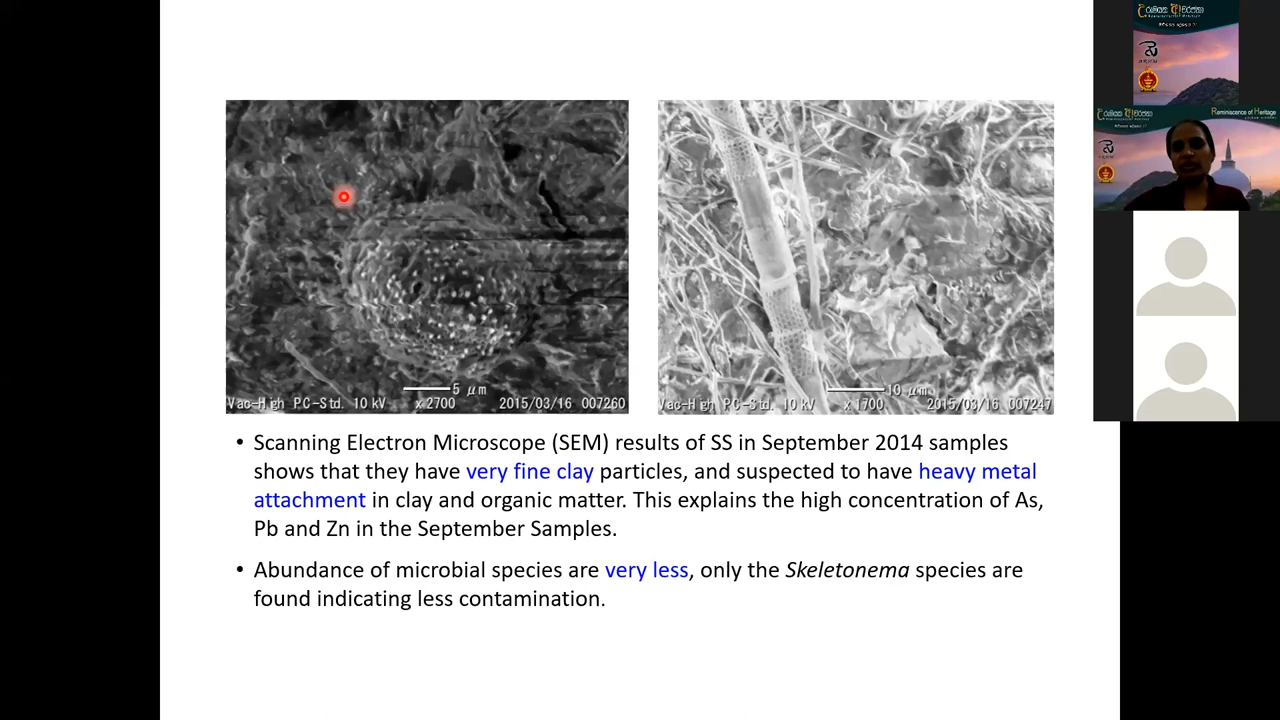 Vac-High PC-Std. 10 kV x2700 5 μm 2015/03/16 007260
Vac-High PC-Std. 10 kV x1700 10 μm 2015/03/16 007247
• Scanning Electron Microscope (SEM) results of SS in September 2014 samples
shows that they have very fine clay particles, and suspected to have heavy metal
attachment in clay and organic matter. This explains the high concentration of As,
Pb and Zn in the September Samples.
• Abundance of microbial species are very less, only the Skeletonema species are
found indicating less contamination.
Reminiscence of Heritage